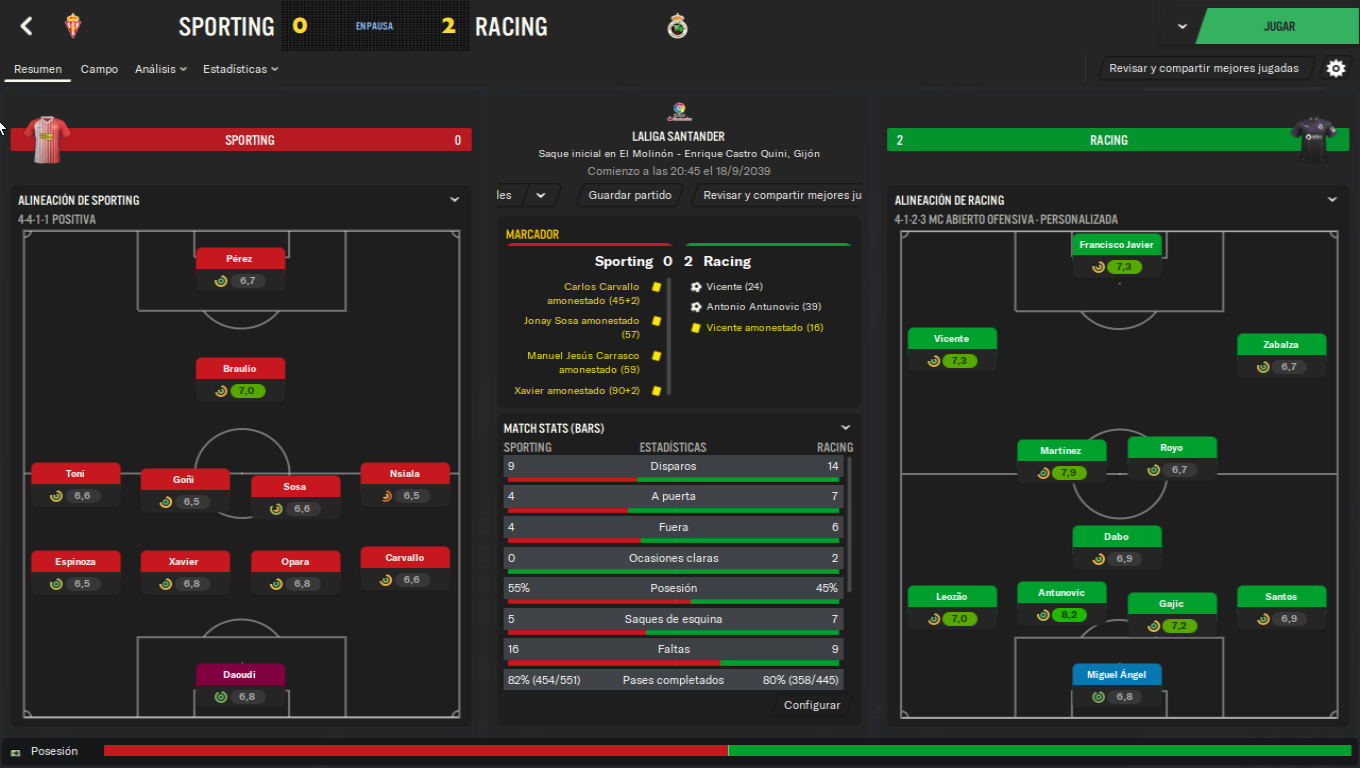 SPORTING 0 EN PAUSA 2 RACING
JUGAR
Resumen Campo Análisis Estadísticas
Revisar y compartir mejores jugadas
SPORTING 0
ALINEACIÓN DE SPORTING
4-4-1-1 POSITIVA
Pérez
6,7
Braulio
7,0
Toni
6,6
Goñi
6,5
Sosa
6,6
Nsiala
6,5
Espinoza
6,5
Xavier
6,8
Opara
6,8
Carvallo
6,6
Daoudi
6,8
LALIGA SANTANDER
Saque inicial en El Molinón - Enrique Castro Quini, Gijón
Comienzo a las 20:45 el 18/9/2039
les Guardar partido Revisar y compartir mejores ju
MARCADOR
Sporting 0 2 Racing
Carlos Carvallo
amonestado (45+2)
Jonay Sosa amonestado
(57)
Manuel Jesús Carrasco
amonestado (59)
Xavier amonestado (90+2)
Vicente (24)
Antonio Antunovic (39)
Vicente amonestado (16)
MATCH STATS (BARS)
SPORTING ESTADÍSTICAS RACING
9 Disparos 14
4 A puerta 7
4 Fuera 6
0 Ocasiones claras 2
55% Posesión 45%
5 Saques de esquina 7
16 Faltas 9
82% (454/551) Pases completados 80% (358/445)
Configurar
2 RACING
ALINEACIÓN DE RACING
4-1-2-3 MC ABIERTO OFENSIVA - PERSONALIZADA
Francisco Javier
7,3
Vicente
7,3
Zabalza
6,7
Martínez
7,9
Royo
6,7
Dabo
6,9
Leozão
7,0
Antunovic
8,2
Gajic
7,2
Santos
6,9
Miguel Ángel
6,8
Posesión